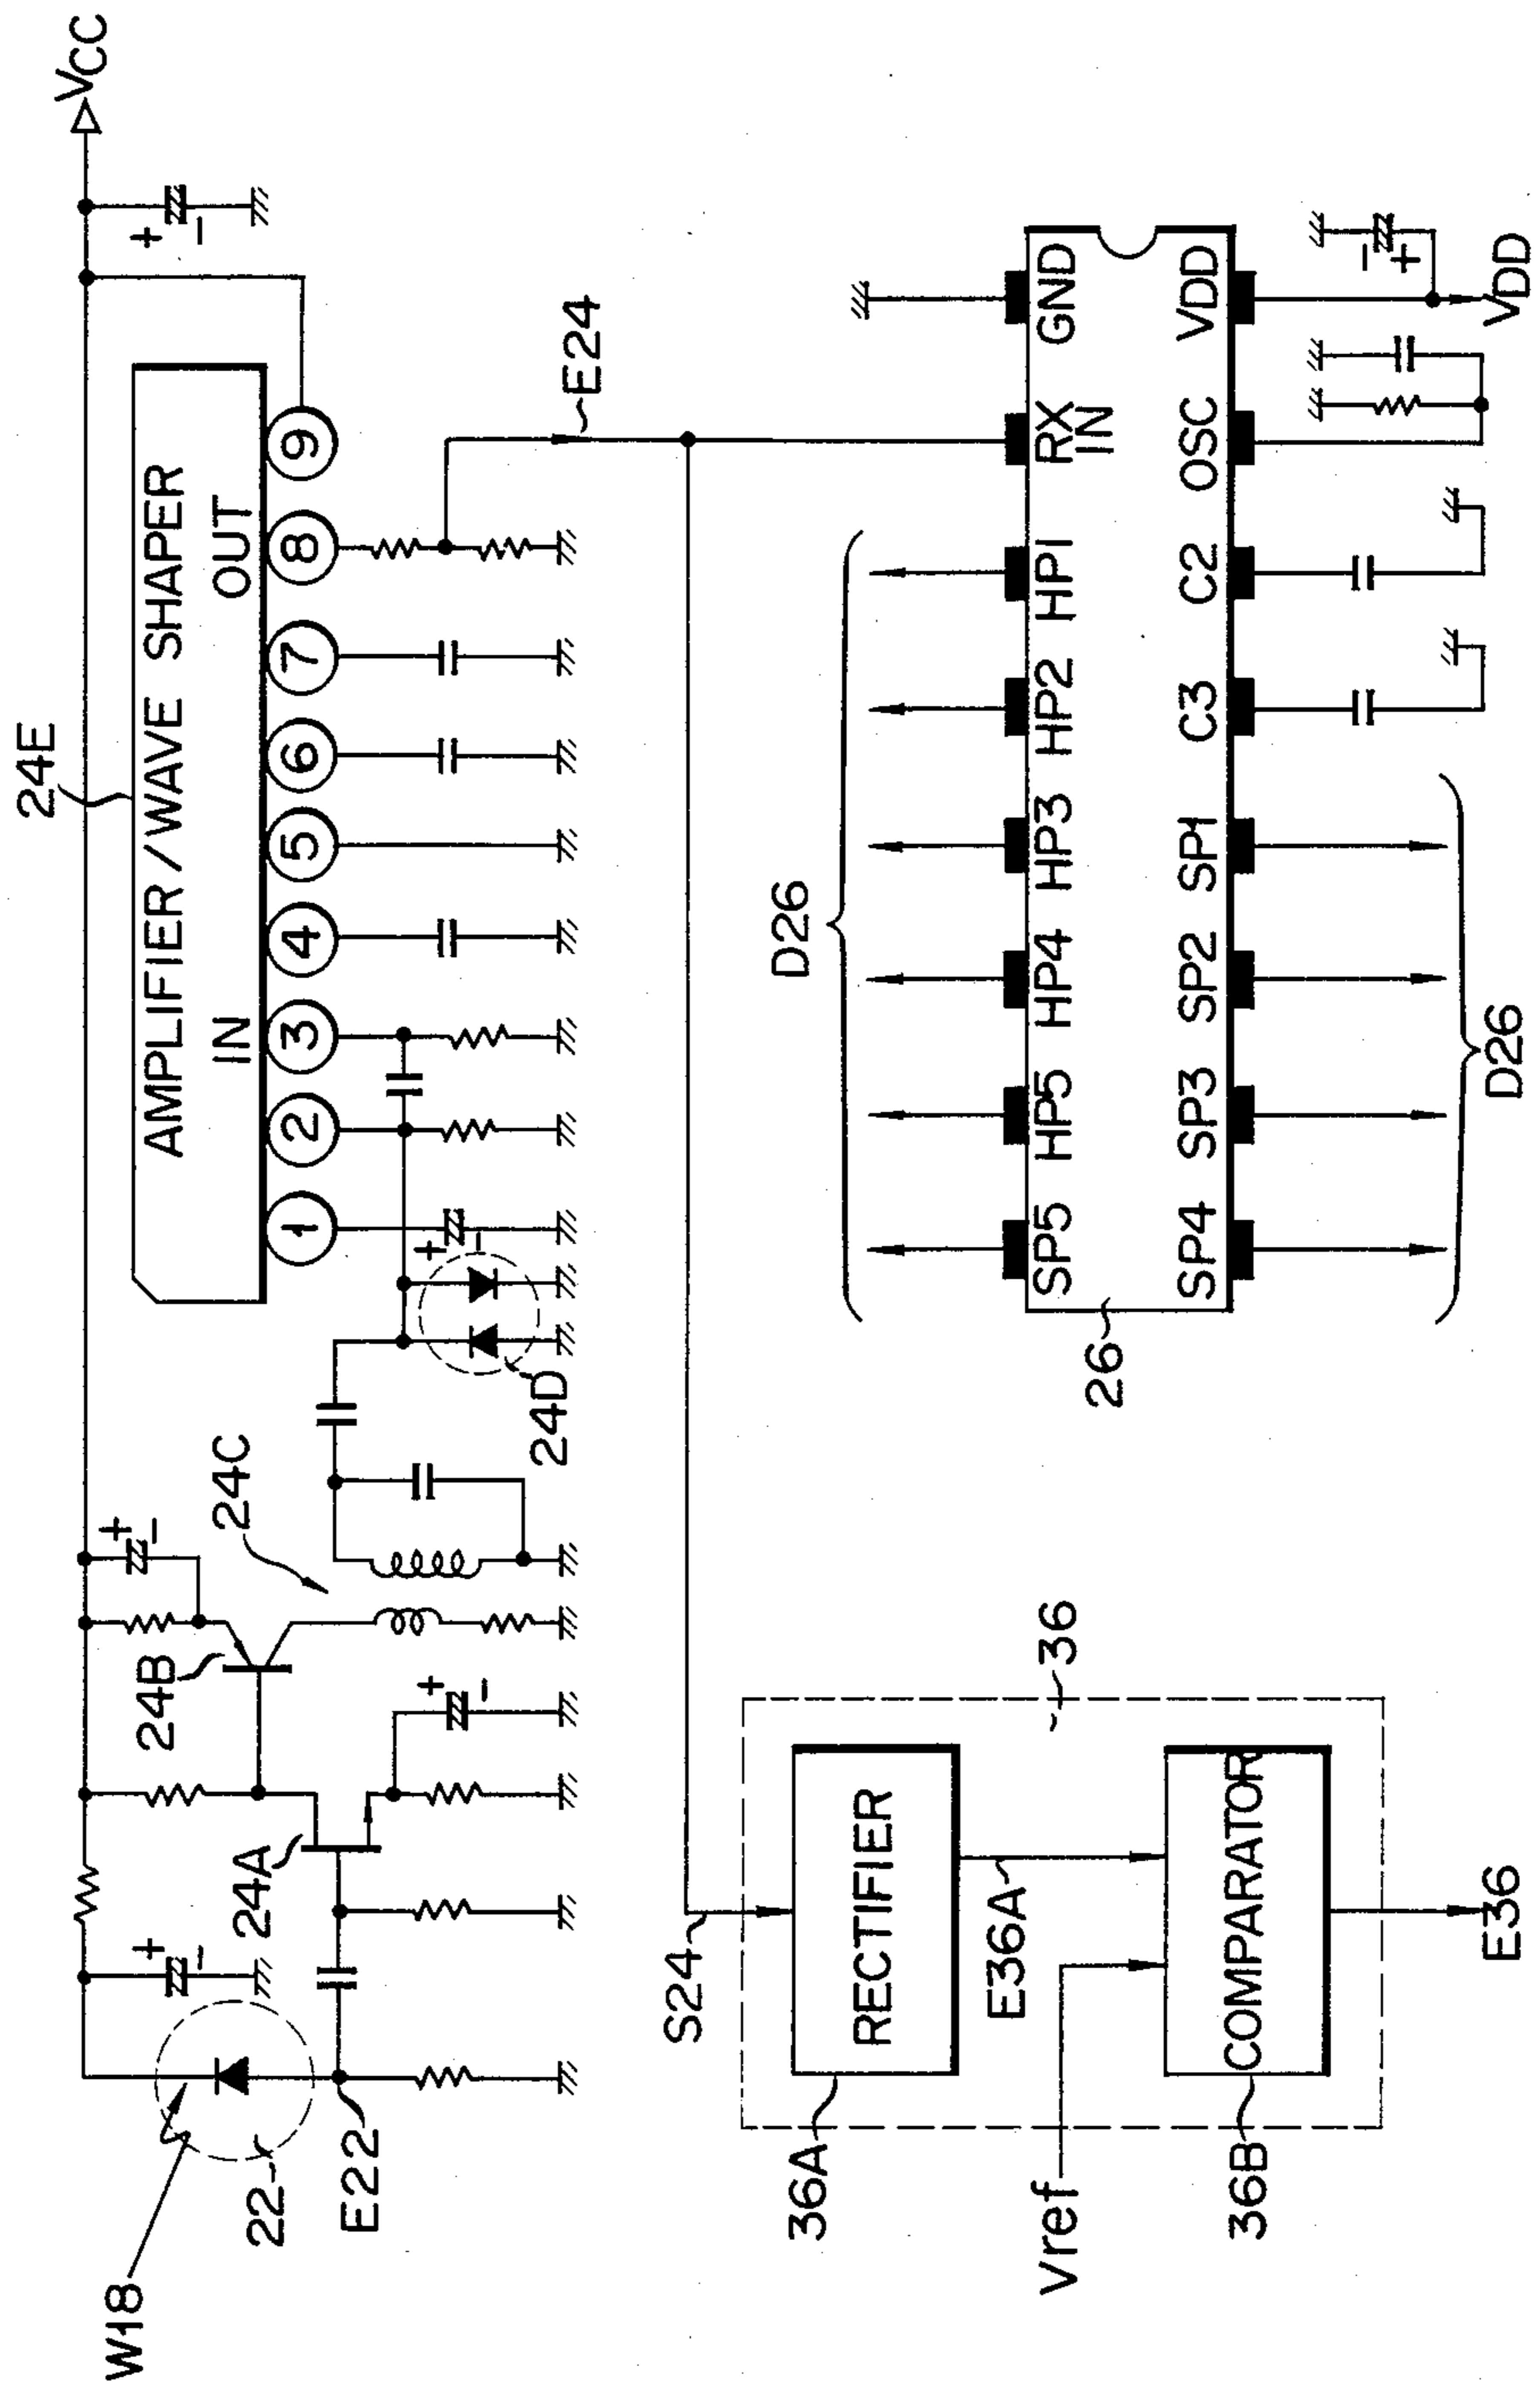 24E
VCC
AMPLIFIER/WAVE SHAPER
IN
OUT
1
2
3
4
5
6
7
8
9
+
−
+
−
+
−
+
−
+
−
W18
22
E22
24A
24B
24C
24D
E24
S24
36
36A
RECTIFIER
E36A
Vref
36B
COMPARATOR
E36
D26
26
SP5
HP5
HP4
HP3
HP2
HP1
RX
IN
GND
SP4
SP3
SP2
SP1
C3
C2
OSC
VDD
−
+
VDD
D26